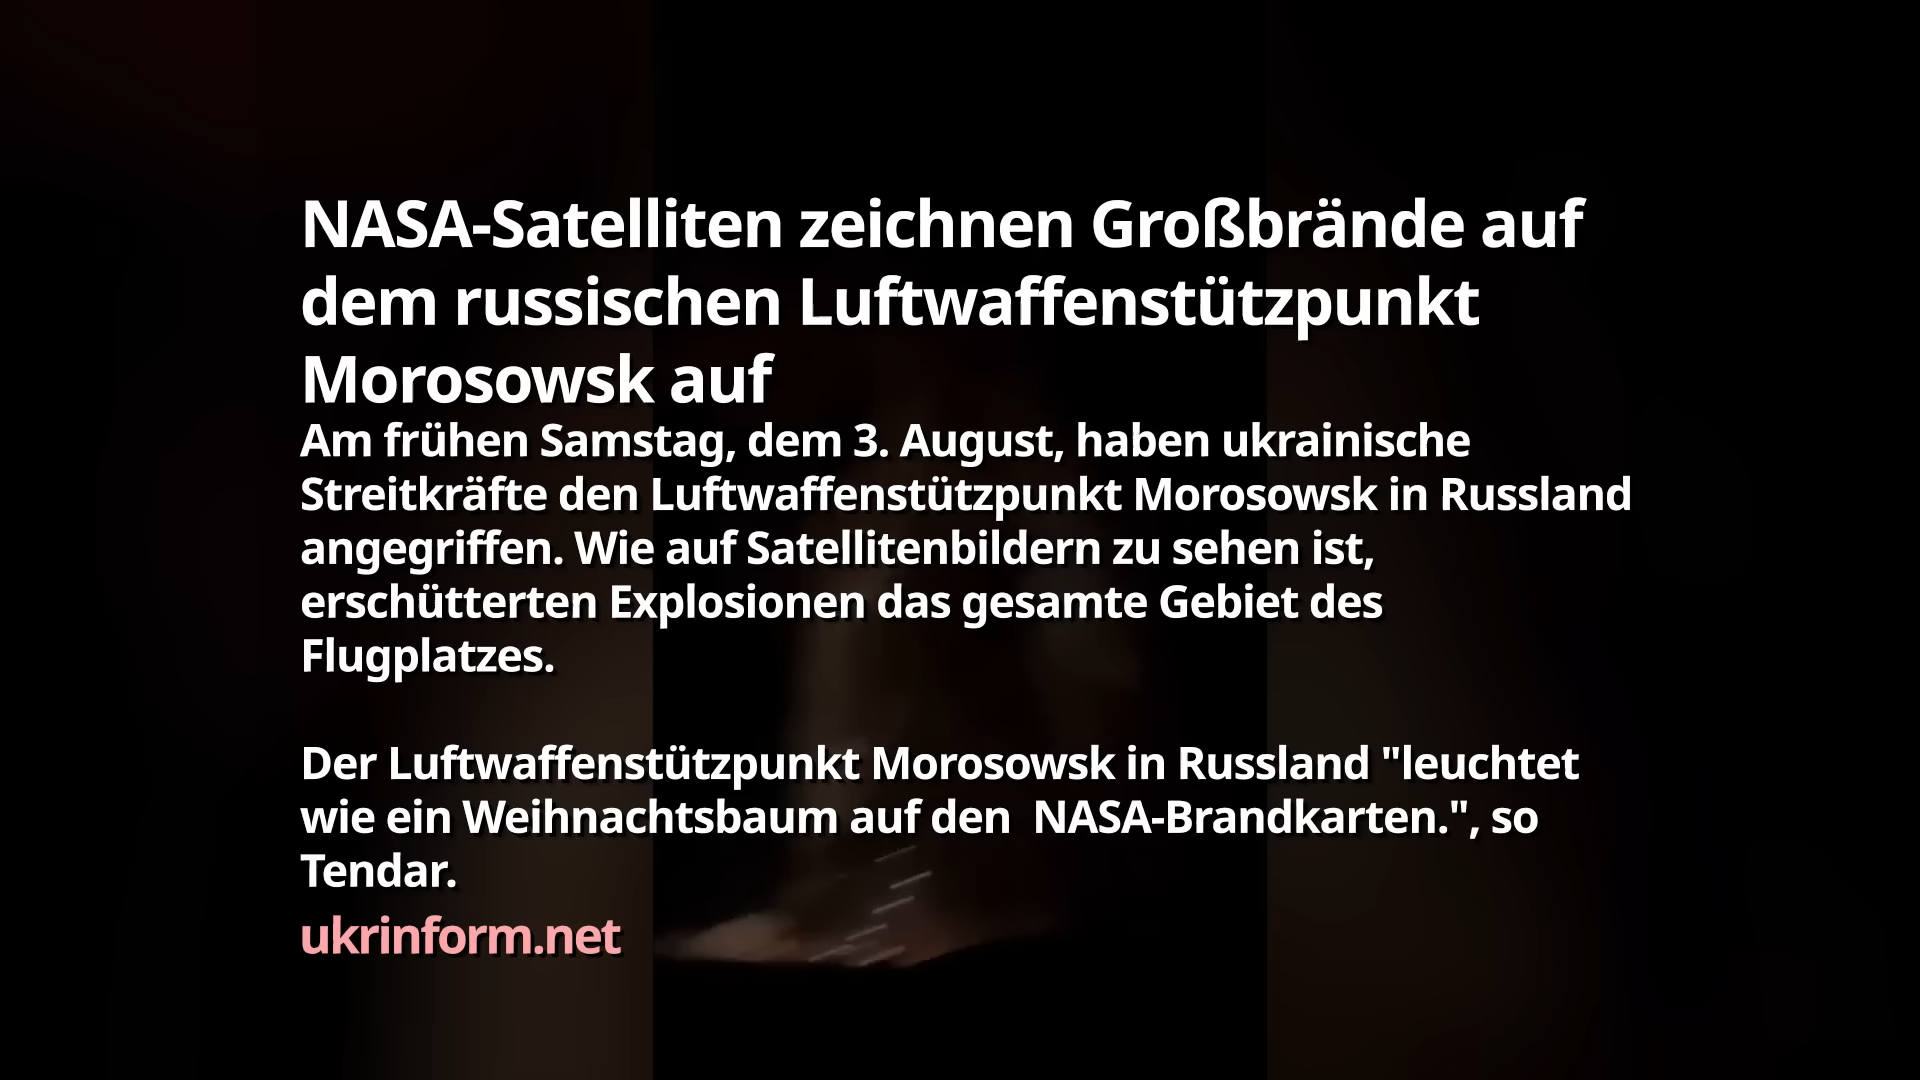 NASA-Satelliten zeichnen Großbrände auf
dem russischen Luftwaffenstützpunkt
Morosowsk auf
Am frühen Samstag, dem 3. August, haben ukrainische
Streitkräfte den Luftwaffenstützpunkt Morosowsk in Russland
angegriffen. Wie auf Satellitenbildern zu sehen ist,
erschütterten Explosionen das gesamte Gebiet des
Flugplatzes.
Der Luftwaffenstützpunkt Morosowsk in Russland "leuchtet
wie ein Weihnachtsbaum auf den  NASA-Brandkarten.", so
Tendar.
ukrinform.net